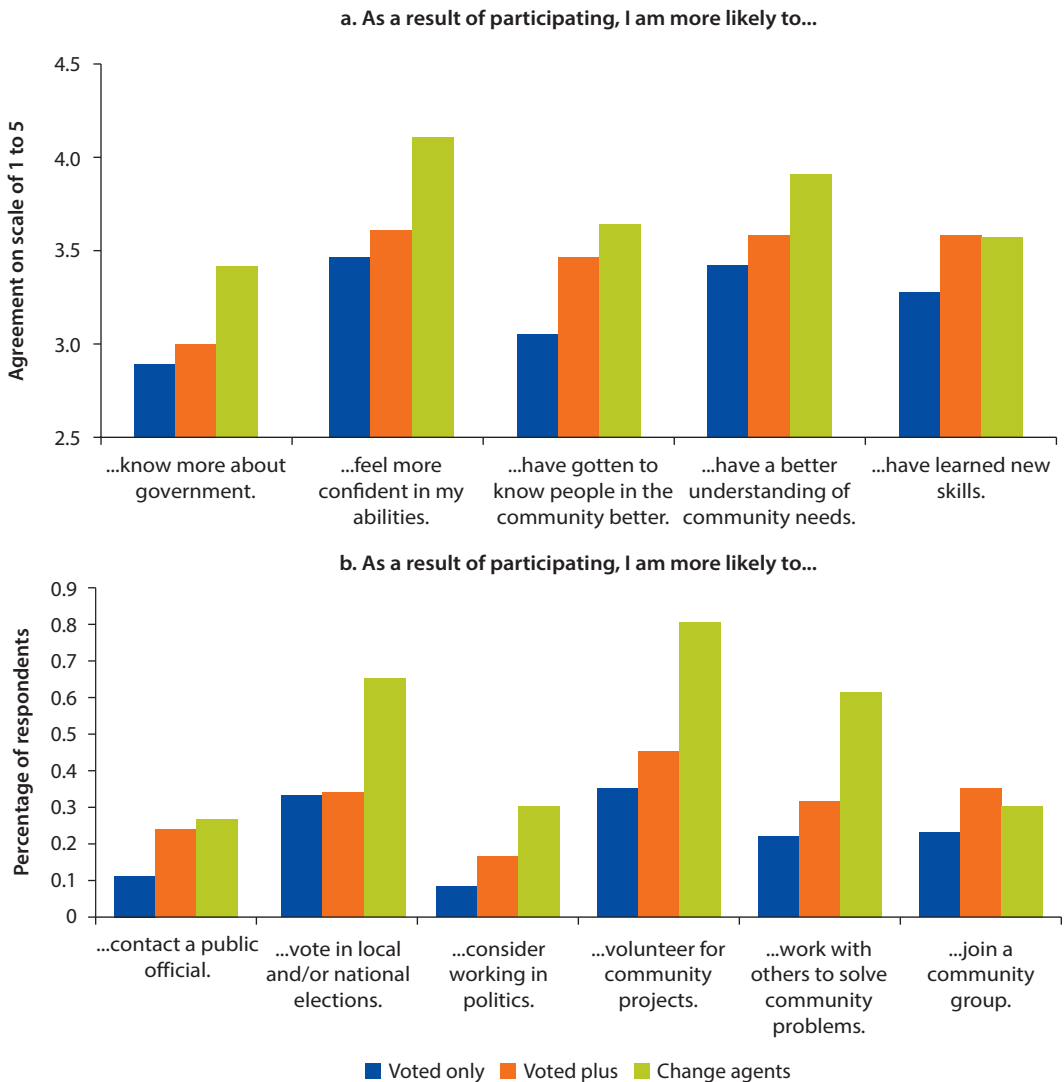 a. As a result of participating, I am more likely to...
Agreement on scale of 1 to 5
4.5
4.0
3.5
3.0
2.5
...know more about
government.
...feel more
confident in my
abilities.
...have gotten to
know people in the
community better.
...have a better
understanding of
community needs.
...have learned new
skills.
b. As a result of participating, I am more likely to...
Percentage of respondents
0.9
0.8
0.7
0.6
0.5
0.4
0.3
0.2
0.1
0
...contact a public
official.
...vote in local
and/or national
elections.
...consider
working in
politics.
...volunteer for
community
projects.
...work with
others to solve
community
problems.
...join a
community
group.
Voted only
Voted plus
Change agents